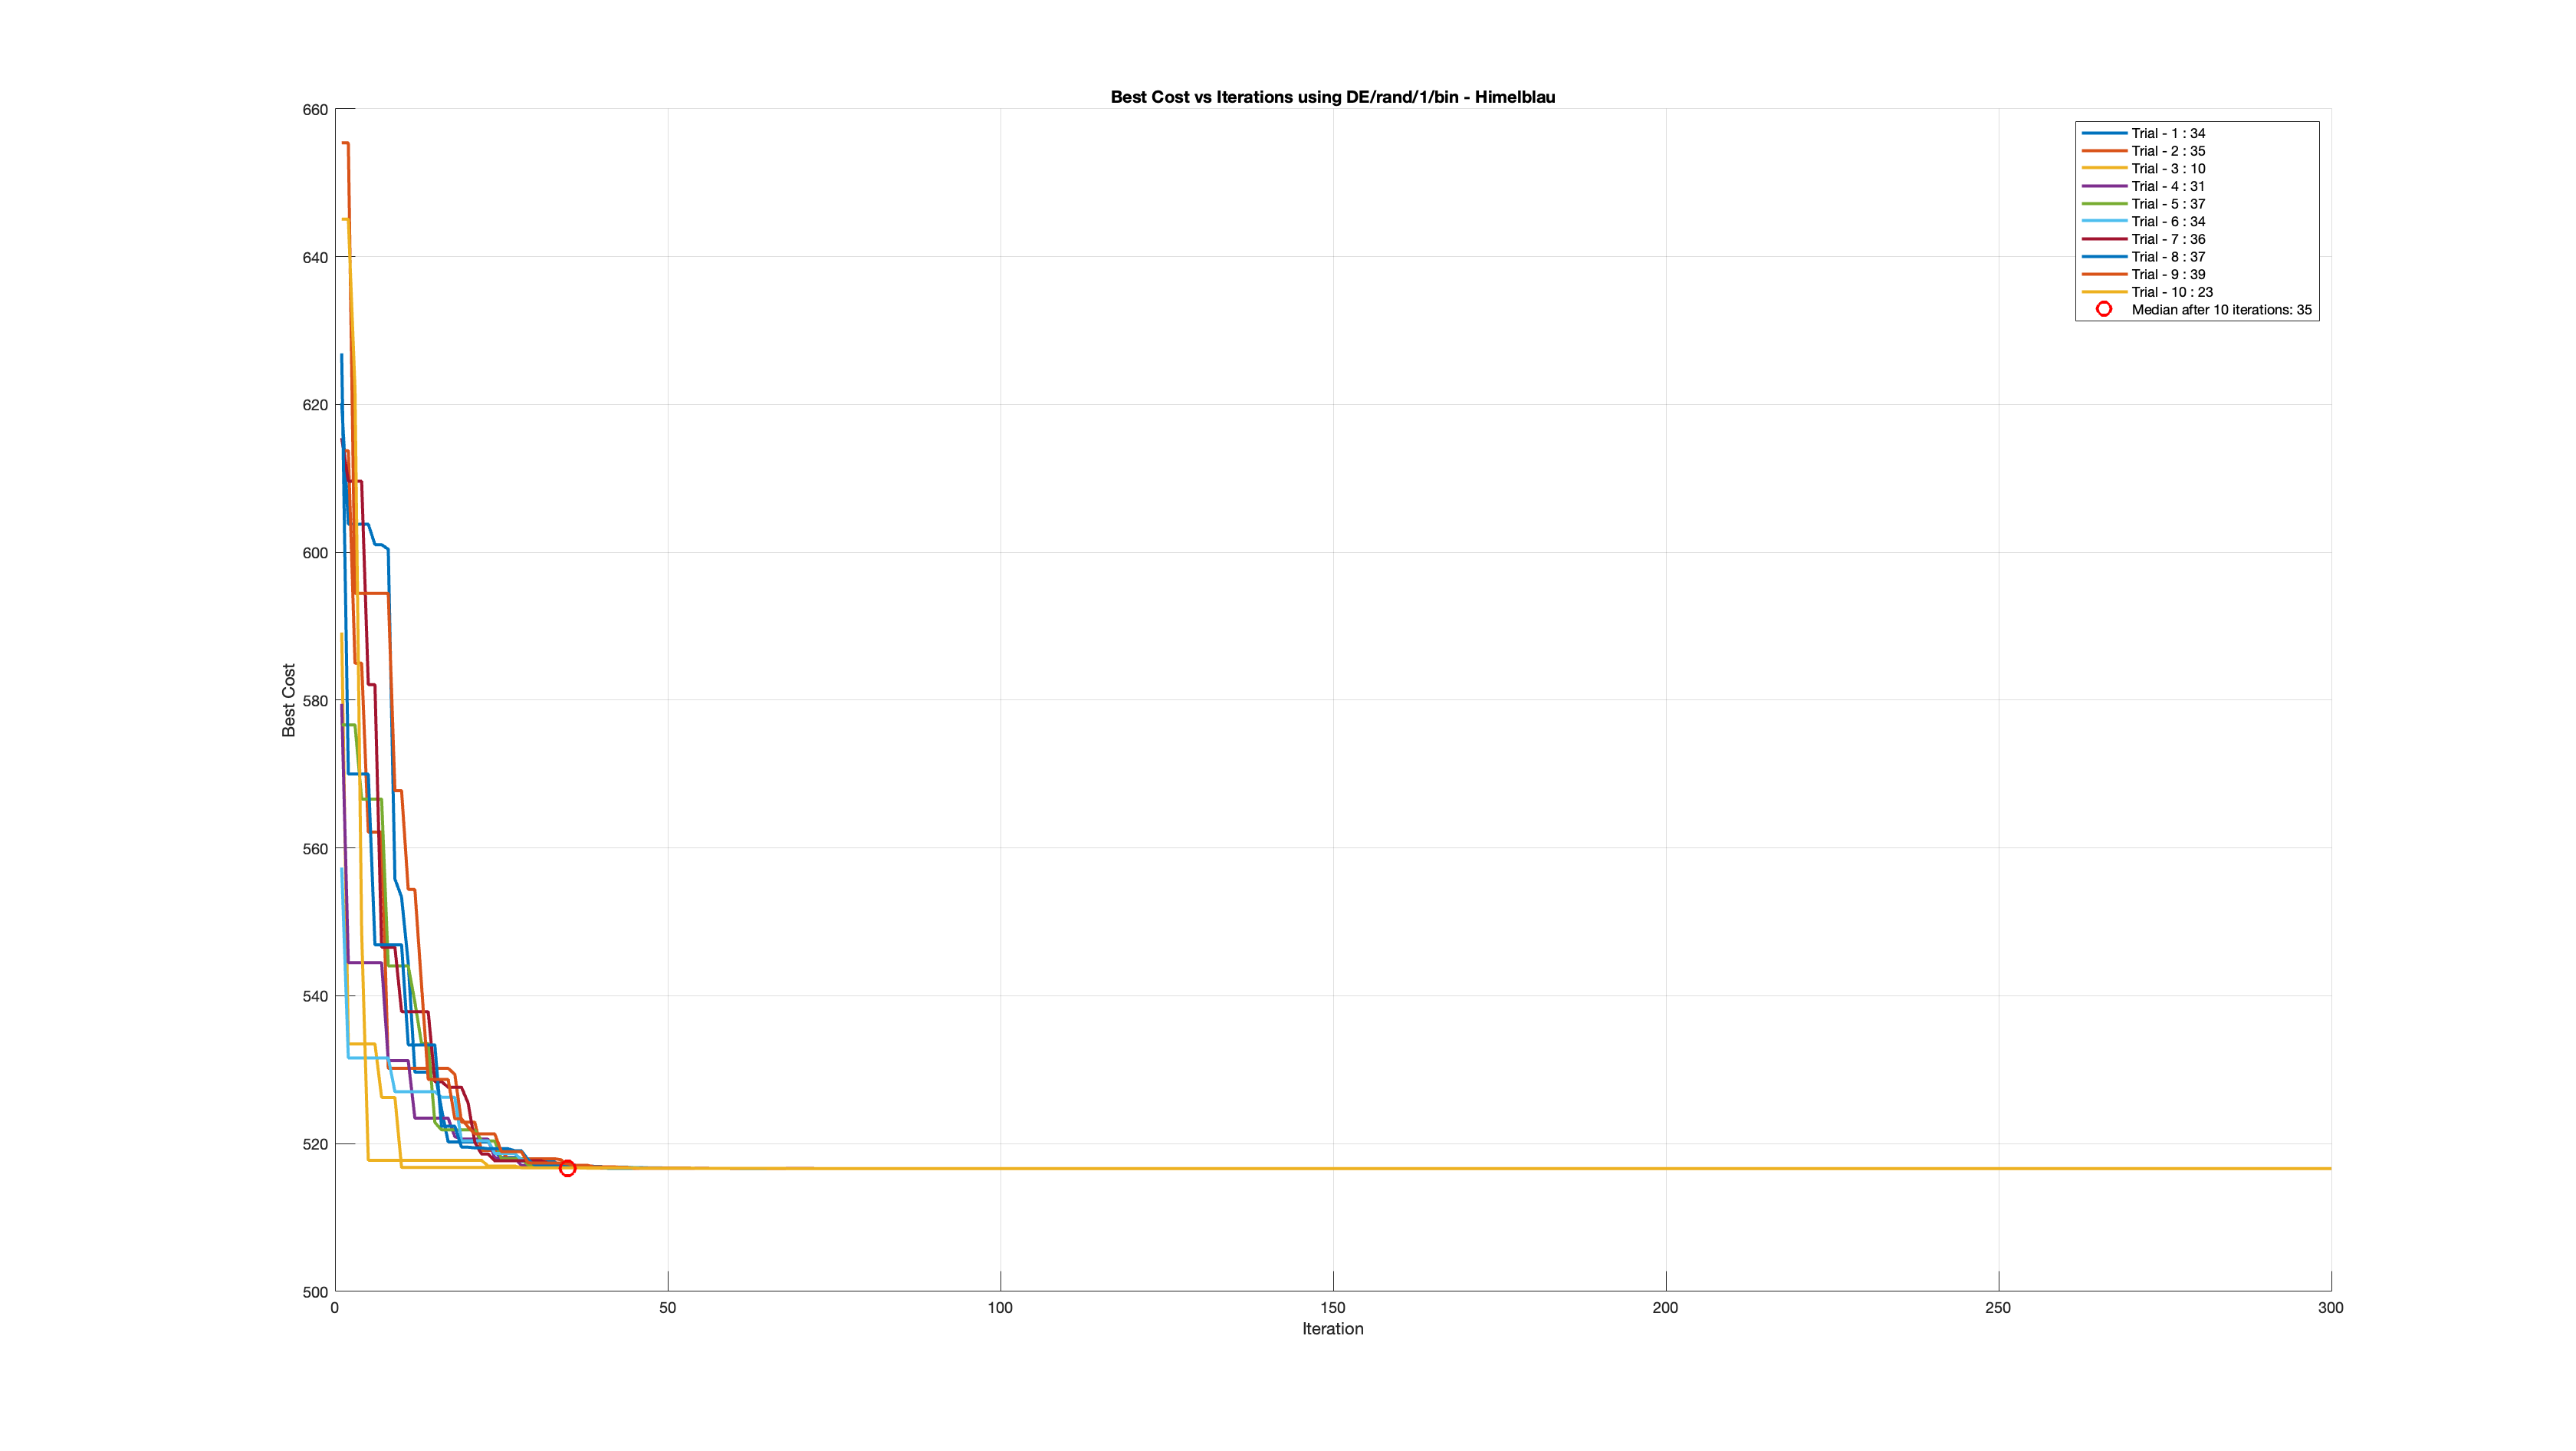 Best Cost vs Iterations using DE/rand/1/bin - Himelblau
660
640
620
600
580
560
540
520
500
Best Cost
0 50 100 150 200 250 300
Iteration
Trial - 1 : 34
Trial - 2 : 35
Trial - 3 : 10
Trial - 4 : 31
Trial - 5 : 37
Trial - 6 : 34
Trial - 7 : 36
Trial - 8 : 37
Trial - 9 : 39
Trial - 10 : 23
Median after 10 iterations: 35